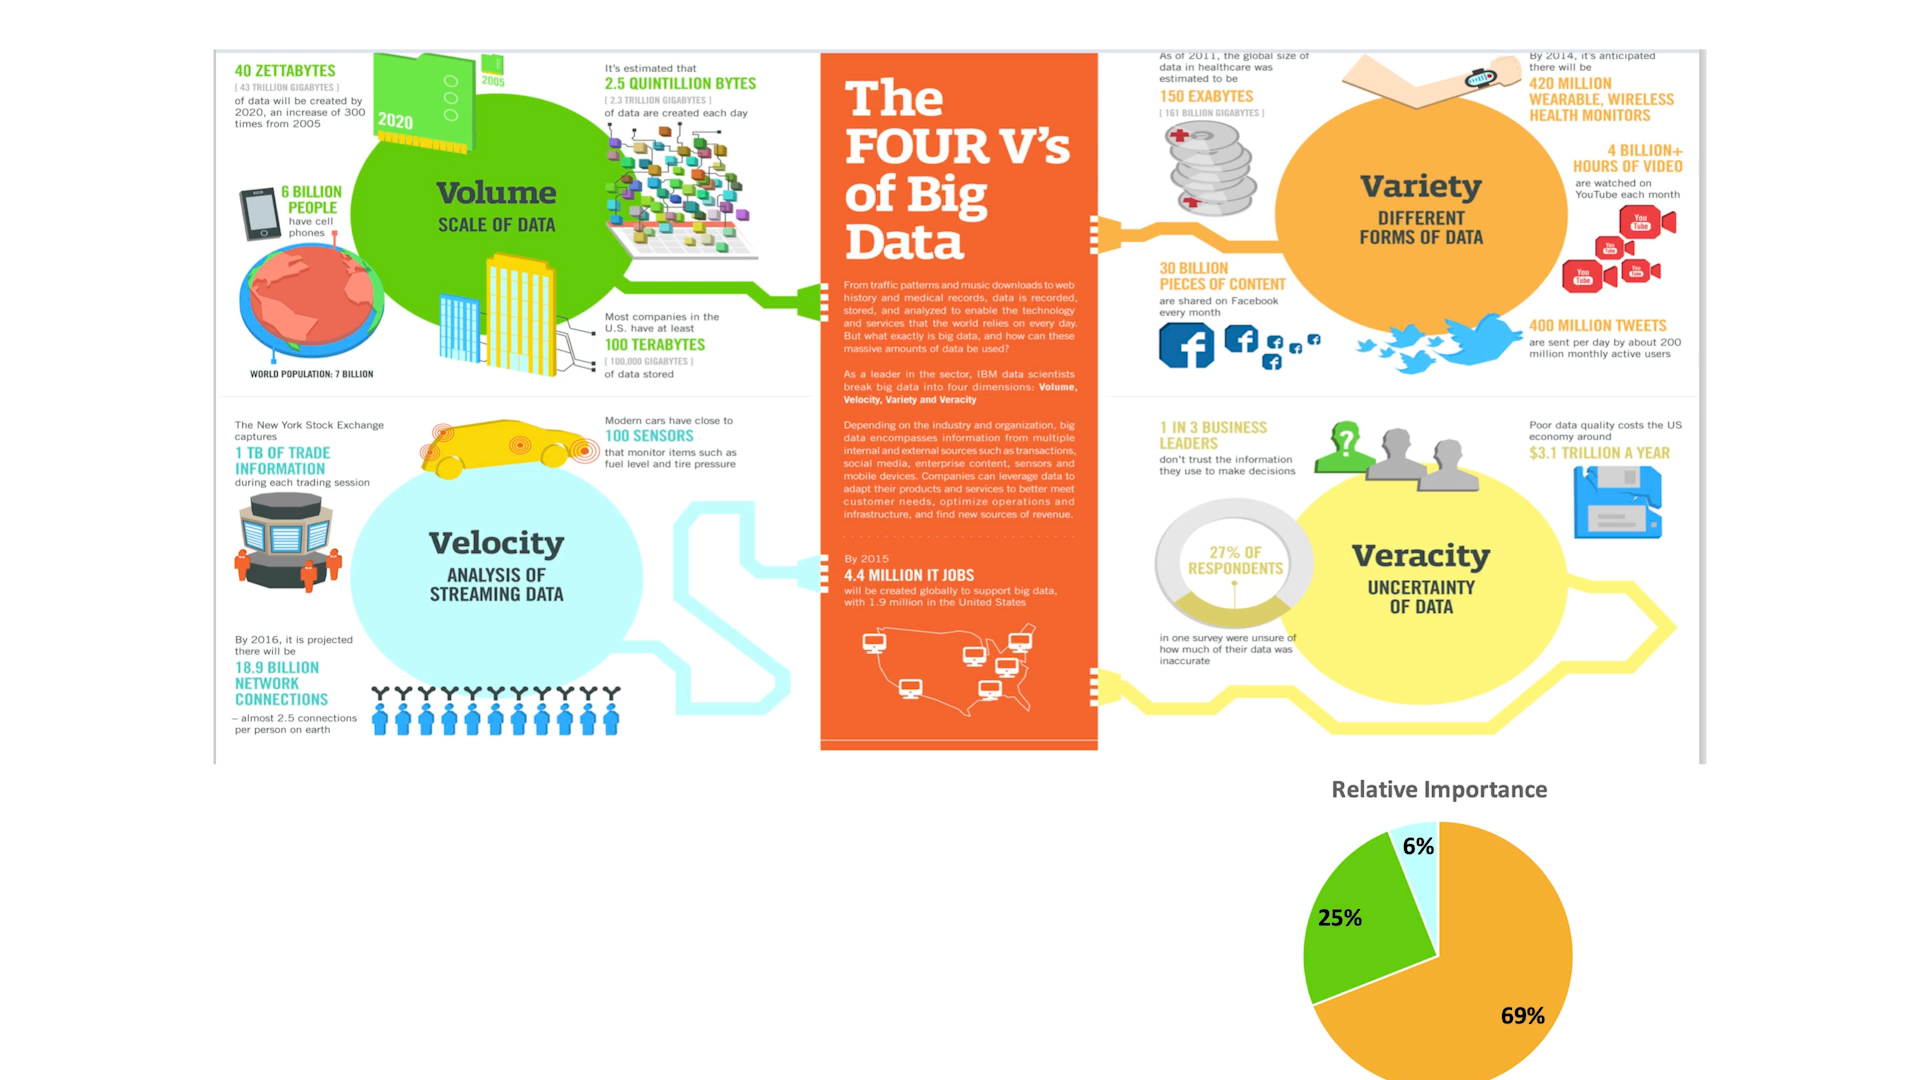 40 ZETTABYTES
[ 43 TRILLION GIGABYTES ]
of data will be created by
2020, an increase of 300
times from 2005
2005
2020
It's estimated that
2.5 QUINTILLION BYTES
[ 2.3 TRILLION GIGABYTES ]
of data are created each day
6 BILLION
PEOPLE
have cell
phones
Volume
SCALE OF DATA
WORLD POPULATION: 7 BILLION
Most companies in the
U.S. have at least
100 TERABYTES
[ 100,000 GIGABYTES ]
of data stored
The New York Stock Exchange
captures
1 TB OF TRADE
INFORMATION
during each trading session
Modern cars have close to
100 SENSORS
that monitor items such as
fuel level and tire pressure
Velocity
ANALYSIS OF
STREAMING DATA
By 2016, it is projected
there will be
18.9 BILLION
NETWORK
CONNECTIONS
– almost 2.5 connections
per person on earth
The
FOUR V's
of Big
Data
From traffic patterns and music downloads to web
history and medical records, data is recorded,
stored, and analyzed to enable the technology
and services that the world relies on every day.
But what exactly is big data, and how can these
massive amounts of data be used?
As a leader in the sector, IBM data scientists
break big data into four dimensions: Volume,
Velocity, Variety and Veracity
Depending on the industry and organization, big
data encompasses information from multiple
internal and external sources such as transactions,
social media, enterprise content, sensors and
mobile devices. Companies can leverage data to
adapt their products and services to better meet
customer needs, optimize operations and
infrastructure, and find new sources of revenue.
By 2015
4.4 MILLION IT JOBS
will be created globally to support big data,
with 1.9 million in the United States
As of 2011, the global size of
data in healthcare was
estimated to be
150 EXABYTES
[ 161 BILLION GIGABYTES ]
By 2014, it's anticipated
there will be
420 MILLION
WEARABLE, WIRELESS
HEALTH MONITORS
Variety
DIFFERENT
FORMS OF DATA
4 BILLION+
HOURS OF VIDEO
are watched on
YouTube each month
You
Tube
You
Tube
You
Tube
You
Tube
30 BILLION
PIECES OF CONTENT
are shared on Facebook
every month
400 MILLION TWEETS
are sent per day by about 200
million monthly active users
1 IN 3 BUSINESS
LEADERS
don't trust the information
they use to make decisions
?
Poor data quality costs the US
economy around
$3.1 TRILLION A YEAR
27% OF
RESPONDENTS
in one survey were unsure of
how much of their data was
inaccurate
Veracity
UNCERTAINTY
OF DATA
Relative Importance
6%
25%
69%